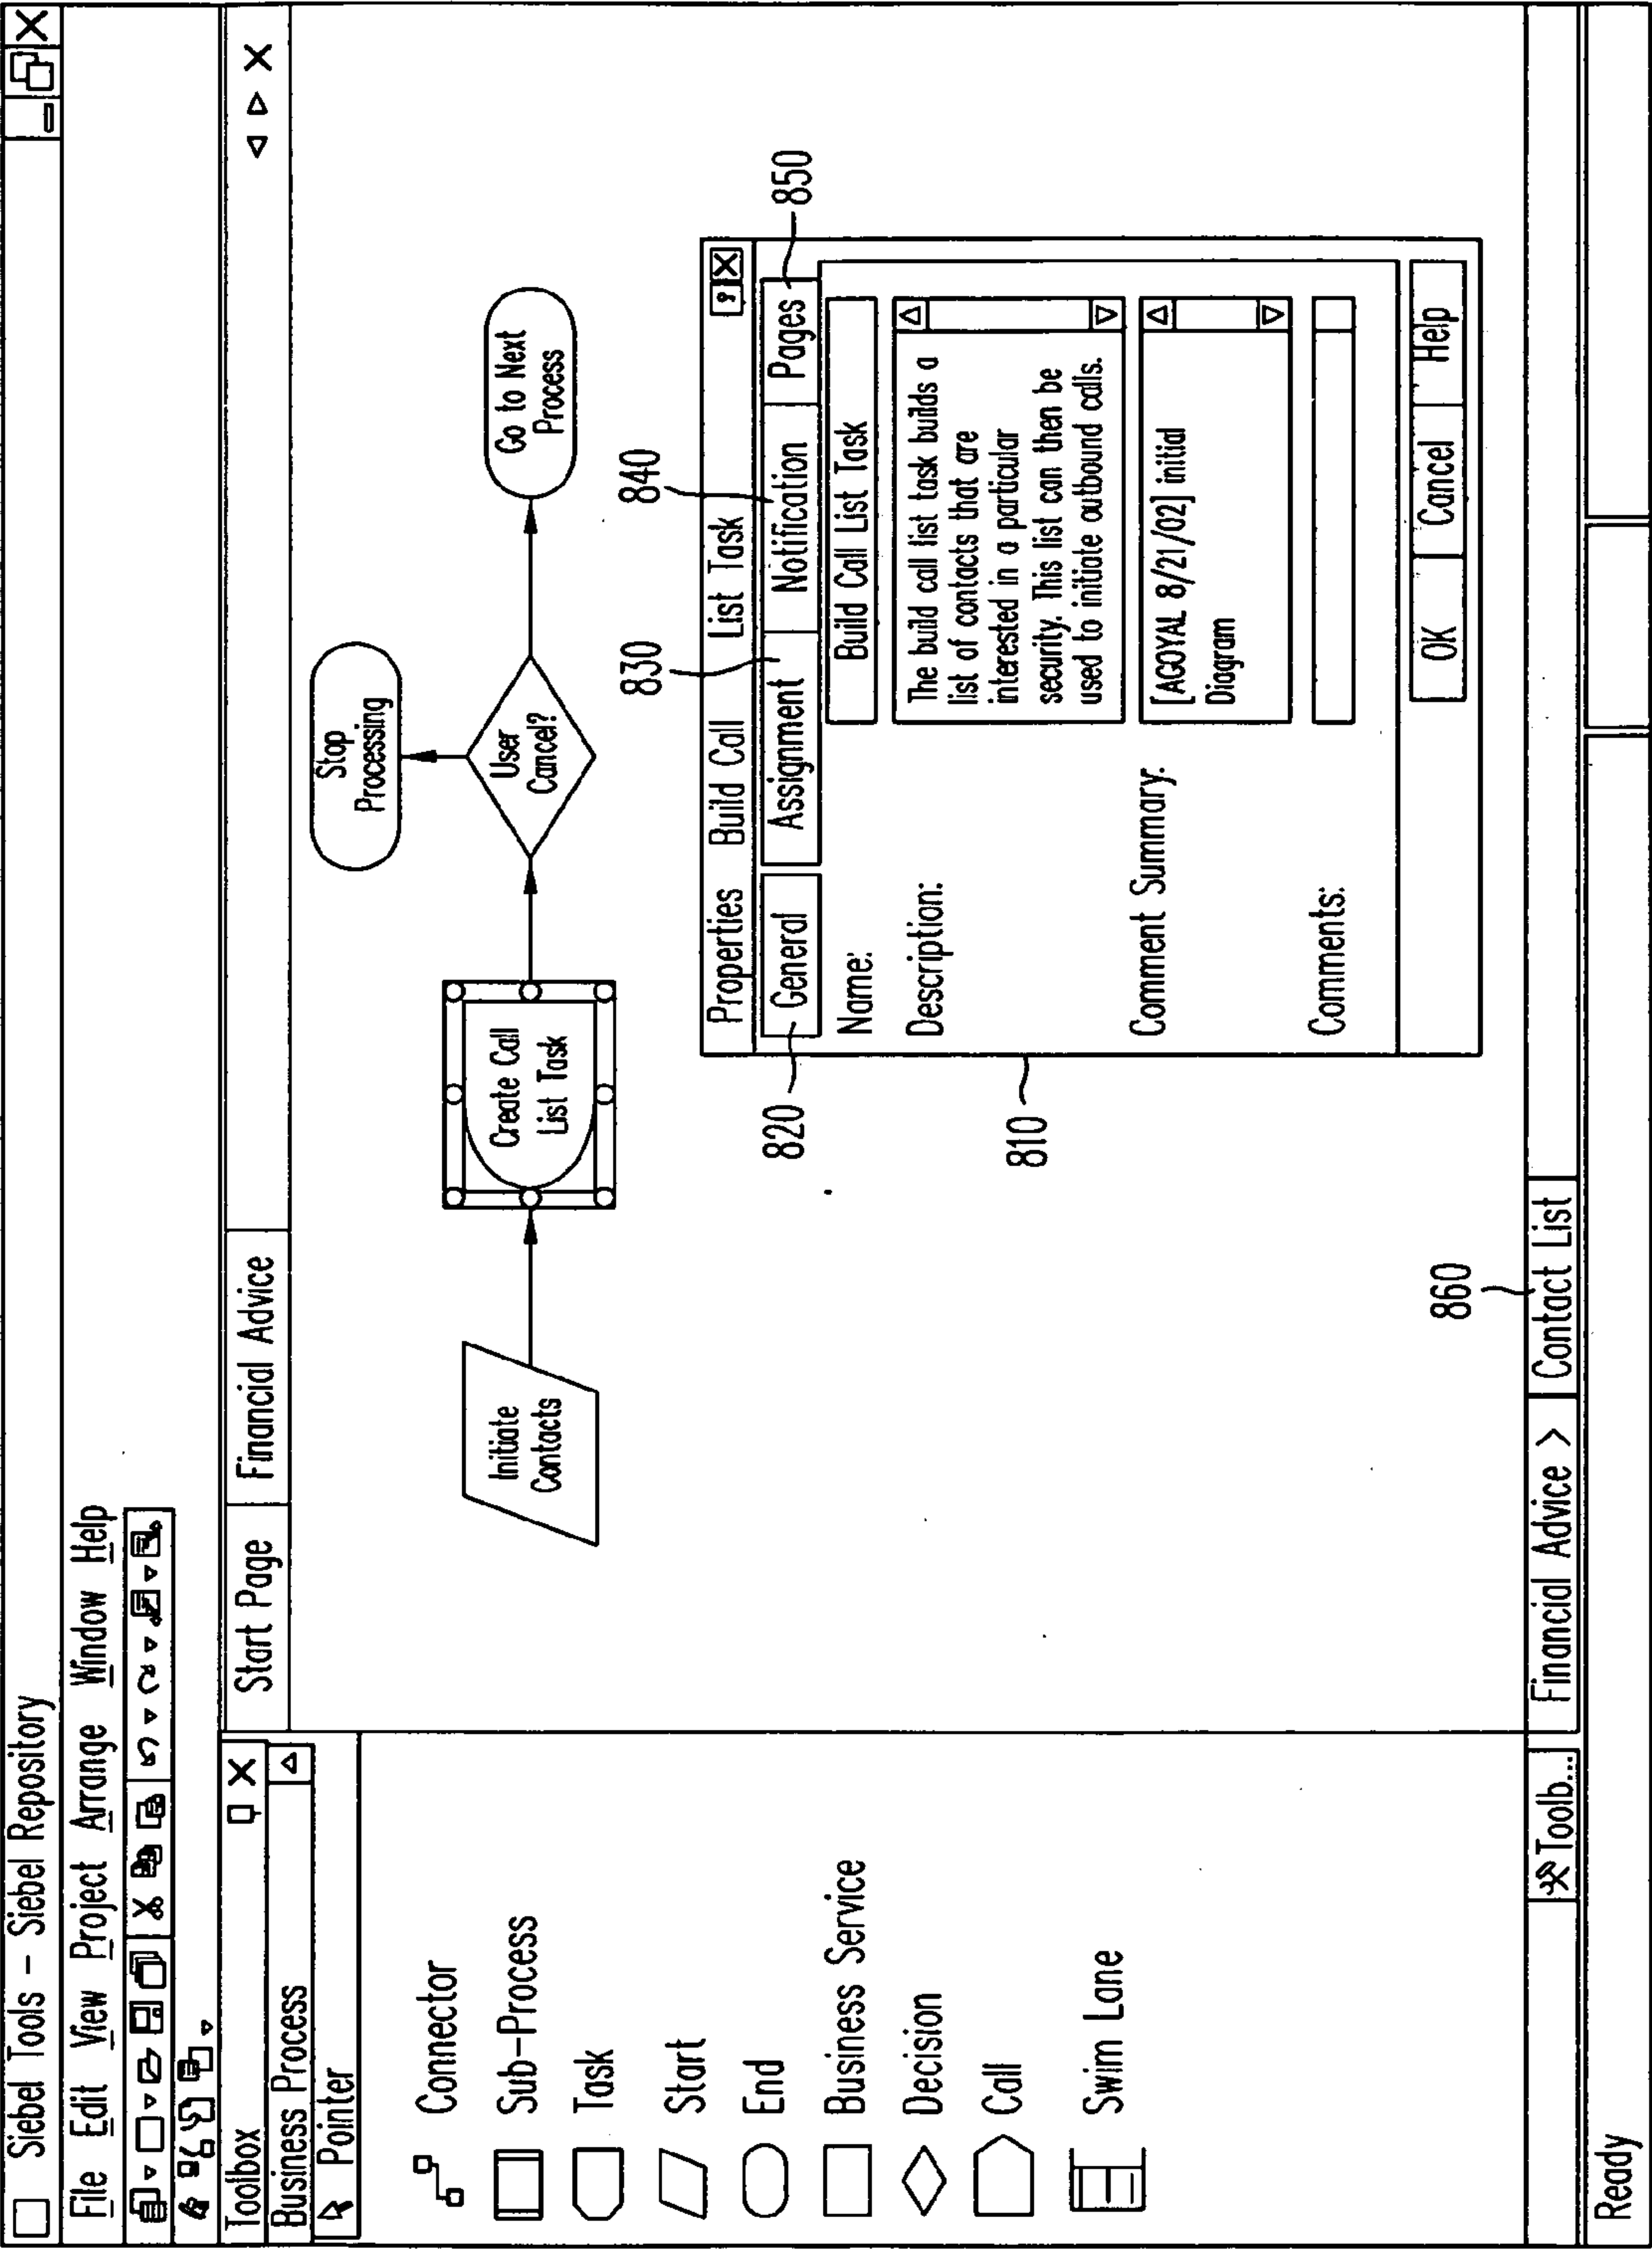 Siebel Tools – Siebel Repository
File Edit View Project Arrange Window Help
Toolbox
Business Process
Pointer
Connector
Sub-Process
Task
Start
End
Business Service
Decision
Call
Swim Lane
Toolb...
Start Page
Financial Advice
Initiate
Contacts
Create Call
List Task
User
Cancel?
Stop
Processing
Go to Next
Process
Properties Build Call List Task
?
General
Assignment
Notification
Pages
Name:
Build Call List Task
Description:
The build call list task builds a
list of contacts that are
interested in a particular
security. This list can then be
used to initiate outbound calls.
Comment Summary:
[AGOYAL 8/21/02] initial
Diagram
Comments:
OK
Cancel
Help
810
820
830
840
850
860
Financial Advice >
Contact List
Ready